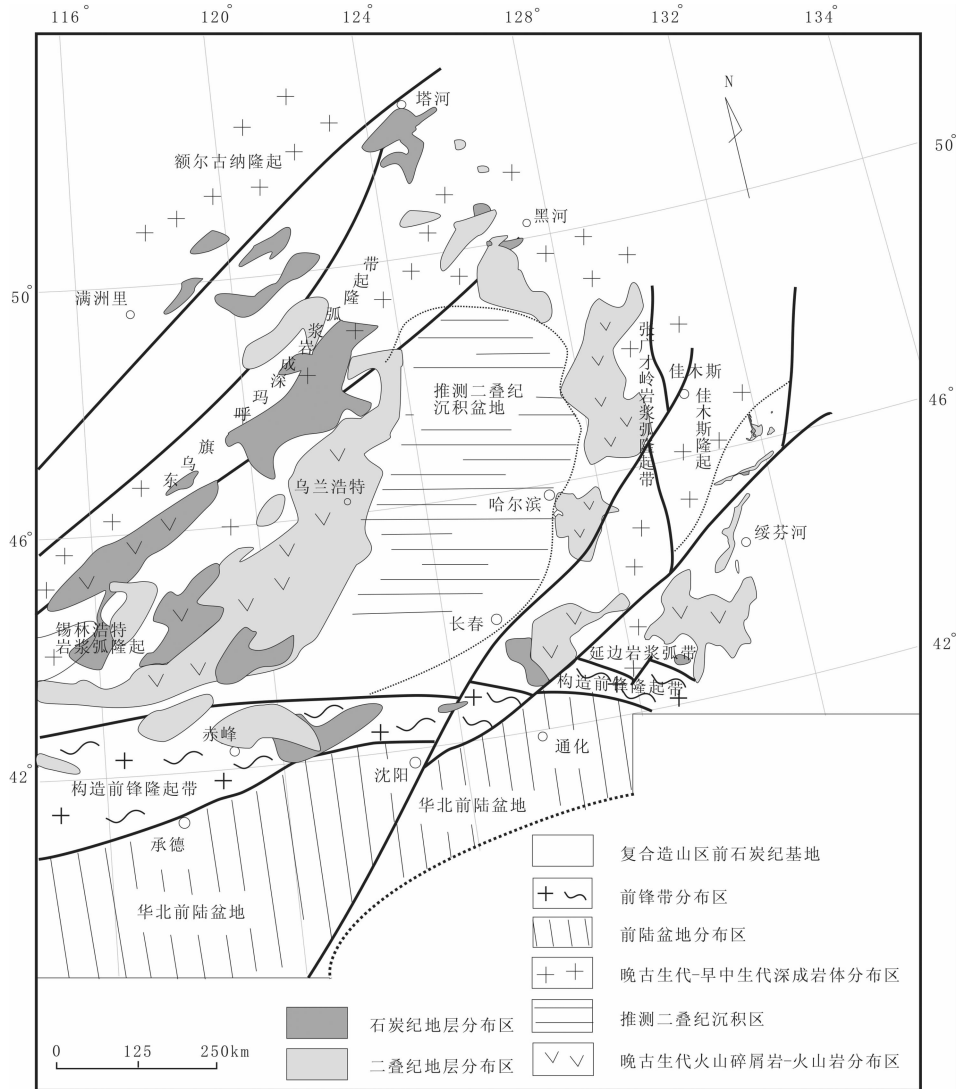 116° 120° 124° 128° 132° 134°
N
塔河
50°
额尔古纳隆起
黑河
50°
满洲里
东乌旗呼玛深成岩浆弧隆起带
张广才岭岩浆弧隆起带
佳木斯
佳木斯隆起
推测二叠纪
沉积盆地
46°
乌兰浩特
哈尔滨
绥芬河
46°
锡林浩特
岩浆弧隆起
长春
42°
延边岩浆弧带
构造前锋隆起带
赤峰
通化
42°
沈阳
构造前锋隆起带
华北前陆盆地
承德
华北前陆盆地
复合造山区前石炭纪基地
前锋带分布区
前陆盆地分布区
晚古生代-早中生代深成岩体分布区
石炭纪地层分布区
推测二叠纪沉积区
0 125 250km
二叠纪地层分布区
晚古生代火山碎屑岩-火山岩分布区